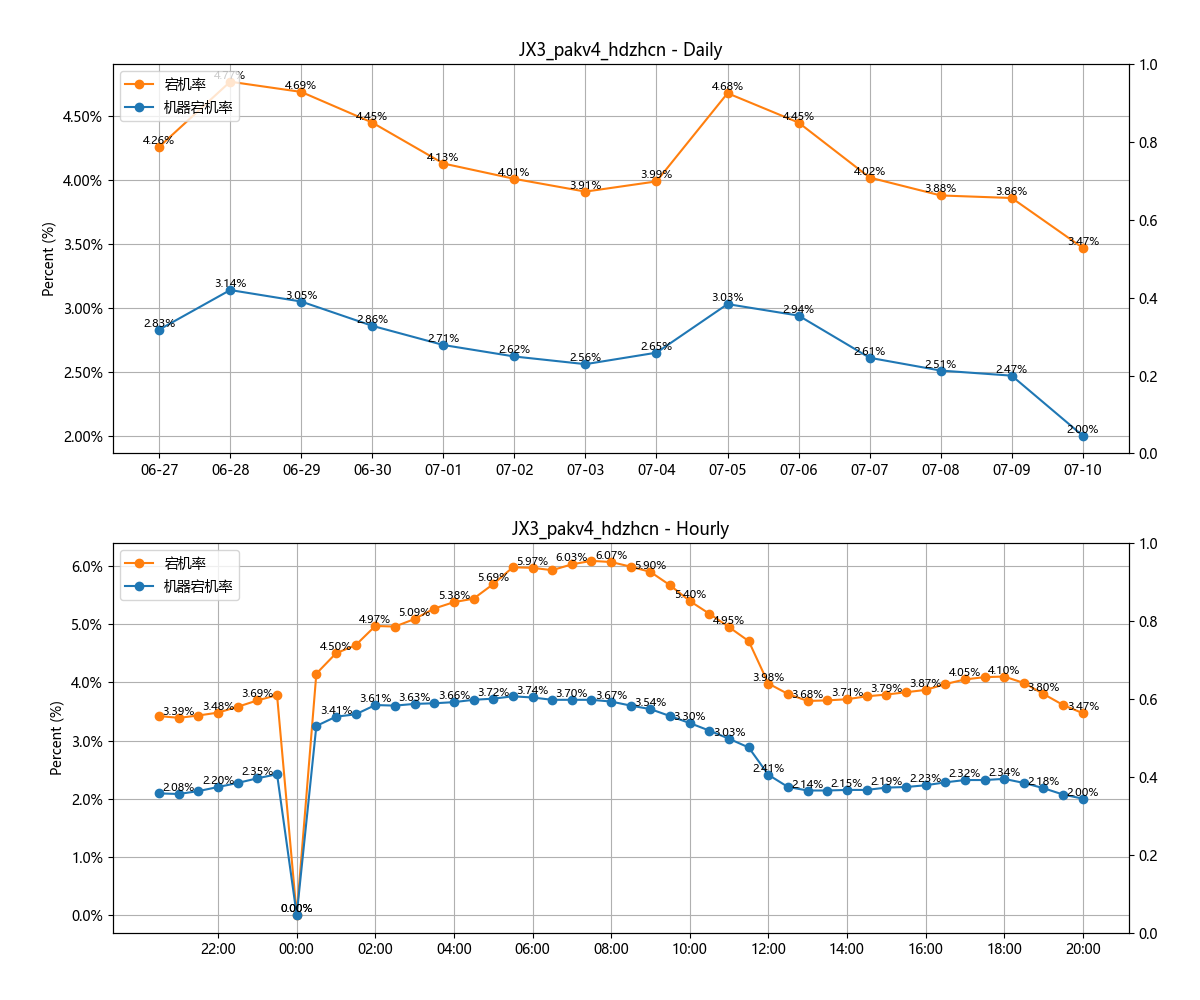 JX3_pakv4_hdzhcn - Daily
宕机率
机器宕机率
Percent (%)
4.50%
4.00%
3.50%
3.00%
2.50%
2.00%
1.0
0.8
0.6
0.4
0.2
0.0
4.26% 4.77% 4.69% 4.45% 4.13% 4.01% 3.91% 3.99% 4.68% 4.45% 4.02% 3.88% 3.86% 3.47%
2.83% 3.14% 3.05% 2.86% 2.71% 2.62% 2.56% 2.65% 3.03% 2.94% 2.61% 2.51% 2.47% 2.00%
06-27 06-28 06-29 06-30 07-01 07-02 07-03 07-04 07-05 07-06 07-07 07-08 07-09 07-10
JX3_pakv4_hdzhcn - Hourly
宕机率
机器宕机率
Percent (%)
6.0%
5.0%
4.0%
3.0%
2.0%
1.0%
0.0%
1.0
0.8
0.6
0.4
0.2
0.0
3.39% 3.48% 3.69% 0.00% 4.50% 4.97% 5.09% 5.38% 5.69% 5.97% 6.03% 6.07% 5.90% 5.40% 4.95% 3.98% 3.68% 3.71% 3.79% 3.87% 4.05% 4.10% 3.80% 3.47%
2.08% 2.20% 2.35% 0.00% 3.41% 3.61% 3.63% 3.66% 3.72% 3.74% 3.70% 3.67% 3.54% 3.30% 3.03% 2.41% 2.14% 2.15% 2.19% 2.23% 2.32% 2.34% 2.18% 2.00%
22:00 00:00 02:00 04:00 06:00 08:00 10:00 12:00 14:00 16:00 18:00 20:00